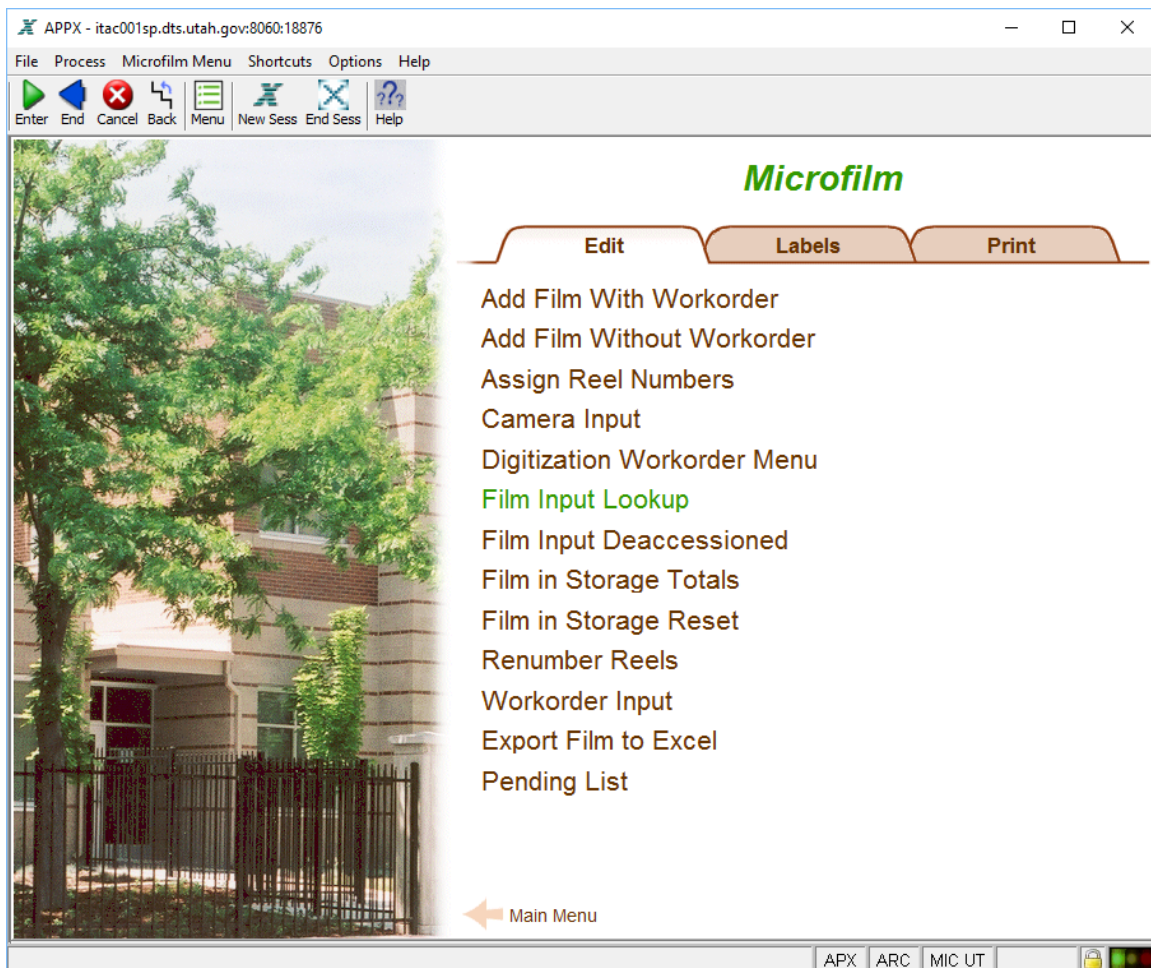 APPX - itac001sp.dts.utah.gov:8060:18876
File Process Microfilm Menu Shortcuts Options Help
???
Enter End Cancel Back Menu New Sess End Sess Help
Microfilm
Edit Labels Print
Add Film With Workorder
Add Film Without Workorder
Assign Reel Numbers
Camera Input
Digitization Workorder Menu
Film Input Lookup
Film Input Deaccessioned
Film in Storage Totals
Film in Storage Reset
Renumber Reels
Workorder Input
Export Film to Excel
Pending List
Main Menu
APX ARC MIC UT